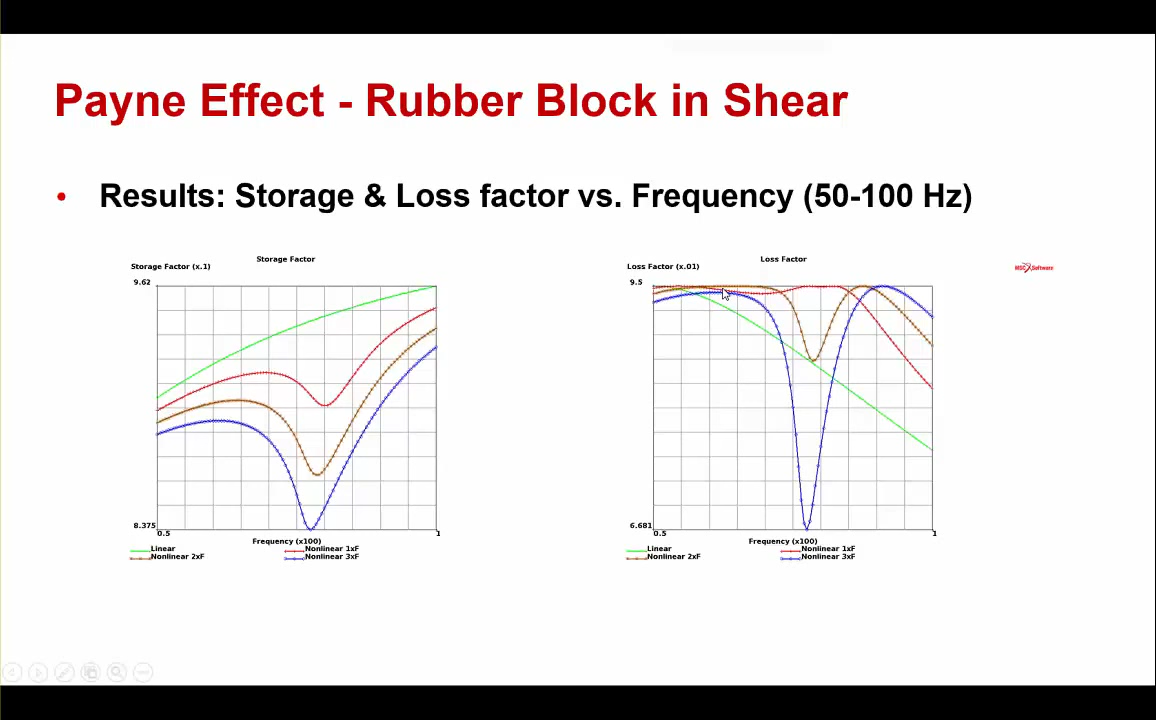 Payne Effect - Rubber Block in Shear
• Results: Storage & Loss factor vs. Frequency (50-100 Hz)
Storage Factor
Storage Factor (x.1)
9.62
8.375
0.5
1
Frequency (x100)
Linear
Nonlinear 1xF
Nonlinear 2xF
Nonlinear 3xF
Loss Factor
Loss Factor (x.01)
9.5
6.681
0.5
1
Frequency (x100)
Linear
Nonlinear 1xF
Nonlinear 2xF
Nonlinear 3xF
MSC Software